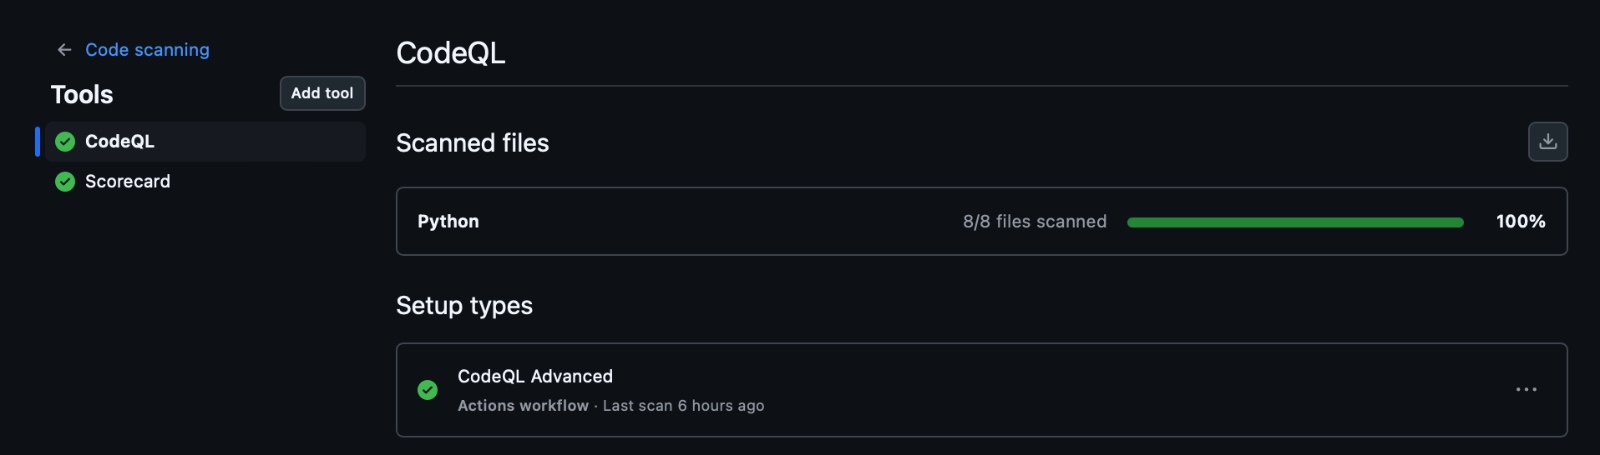 Code scanning
Tools
Add tool
CodeQL
Scorecard
CodeQL
Scanned files
Python 8/8 files scanned 100%
Setup types
CodeQL Advanced
Actions workflow · Last scan 6 hours ago